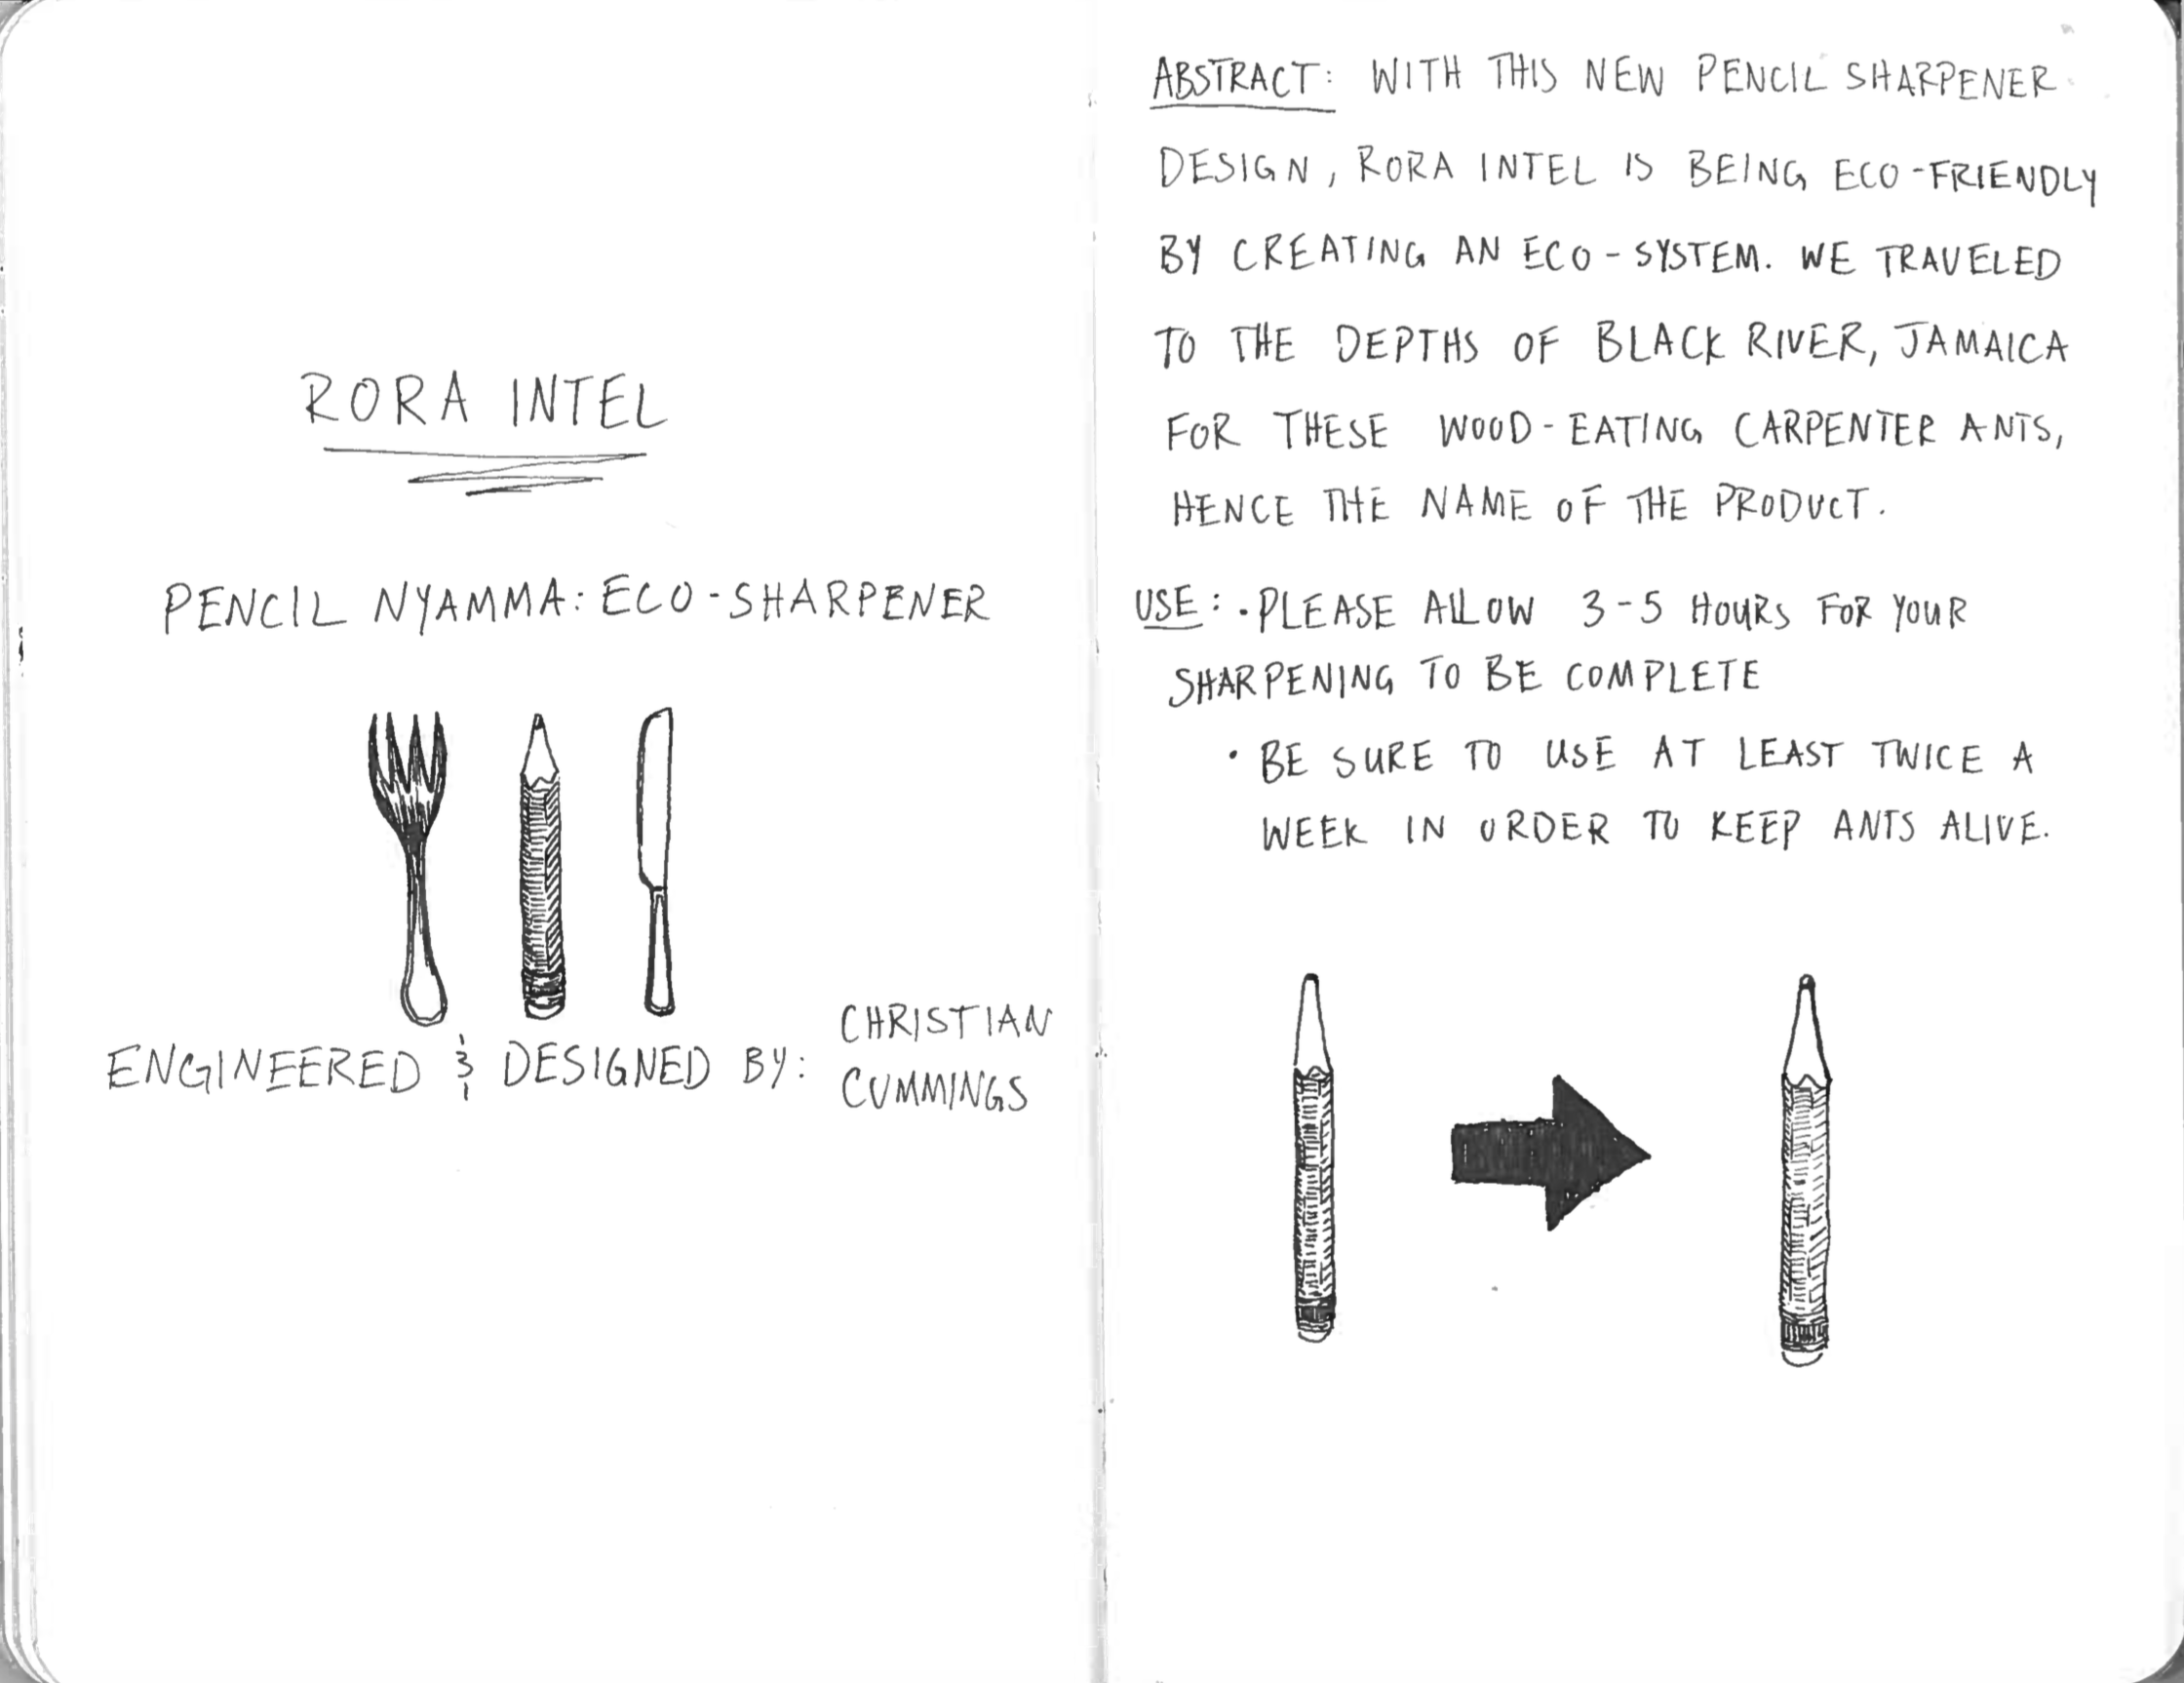 RORA INTEL
PENCIL NYAMMA: ECO-SHARPENER
ENGINEERED & DESIGNED BY: CHRISTIAN
CUMMINGS
ABSTRACT: WITH THIS NEW PENCIL SHARPENER
DESIGN, RORA INTEL IS BEING ECO-FRIENDLY
BY CREATING AN ECO-SYSTEM. WE TRAVELED
TO THE DEPTHS OF BLACK RIVER, JAMAICA
FOR THESE WOOD-EATING CARPENTER ANTS,
HENCE THE NAME OF THE PRODUCT.
USE: • PLEASE ALLOW 3-5 HOURS FOR YOUR
SHARPENING TO BE COMPLETE
• BE SURE TO USE AT LEAST TWICE A
WEEK IN ORDER TO KEEP ANTS ALIVE.